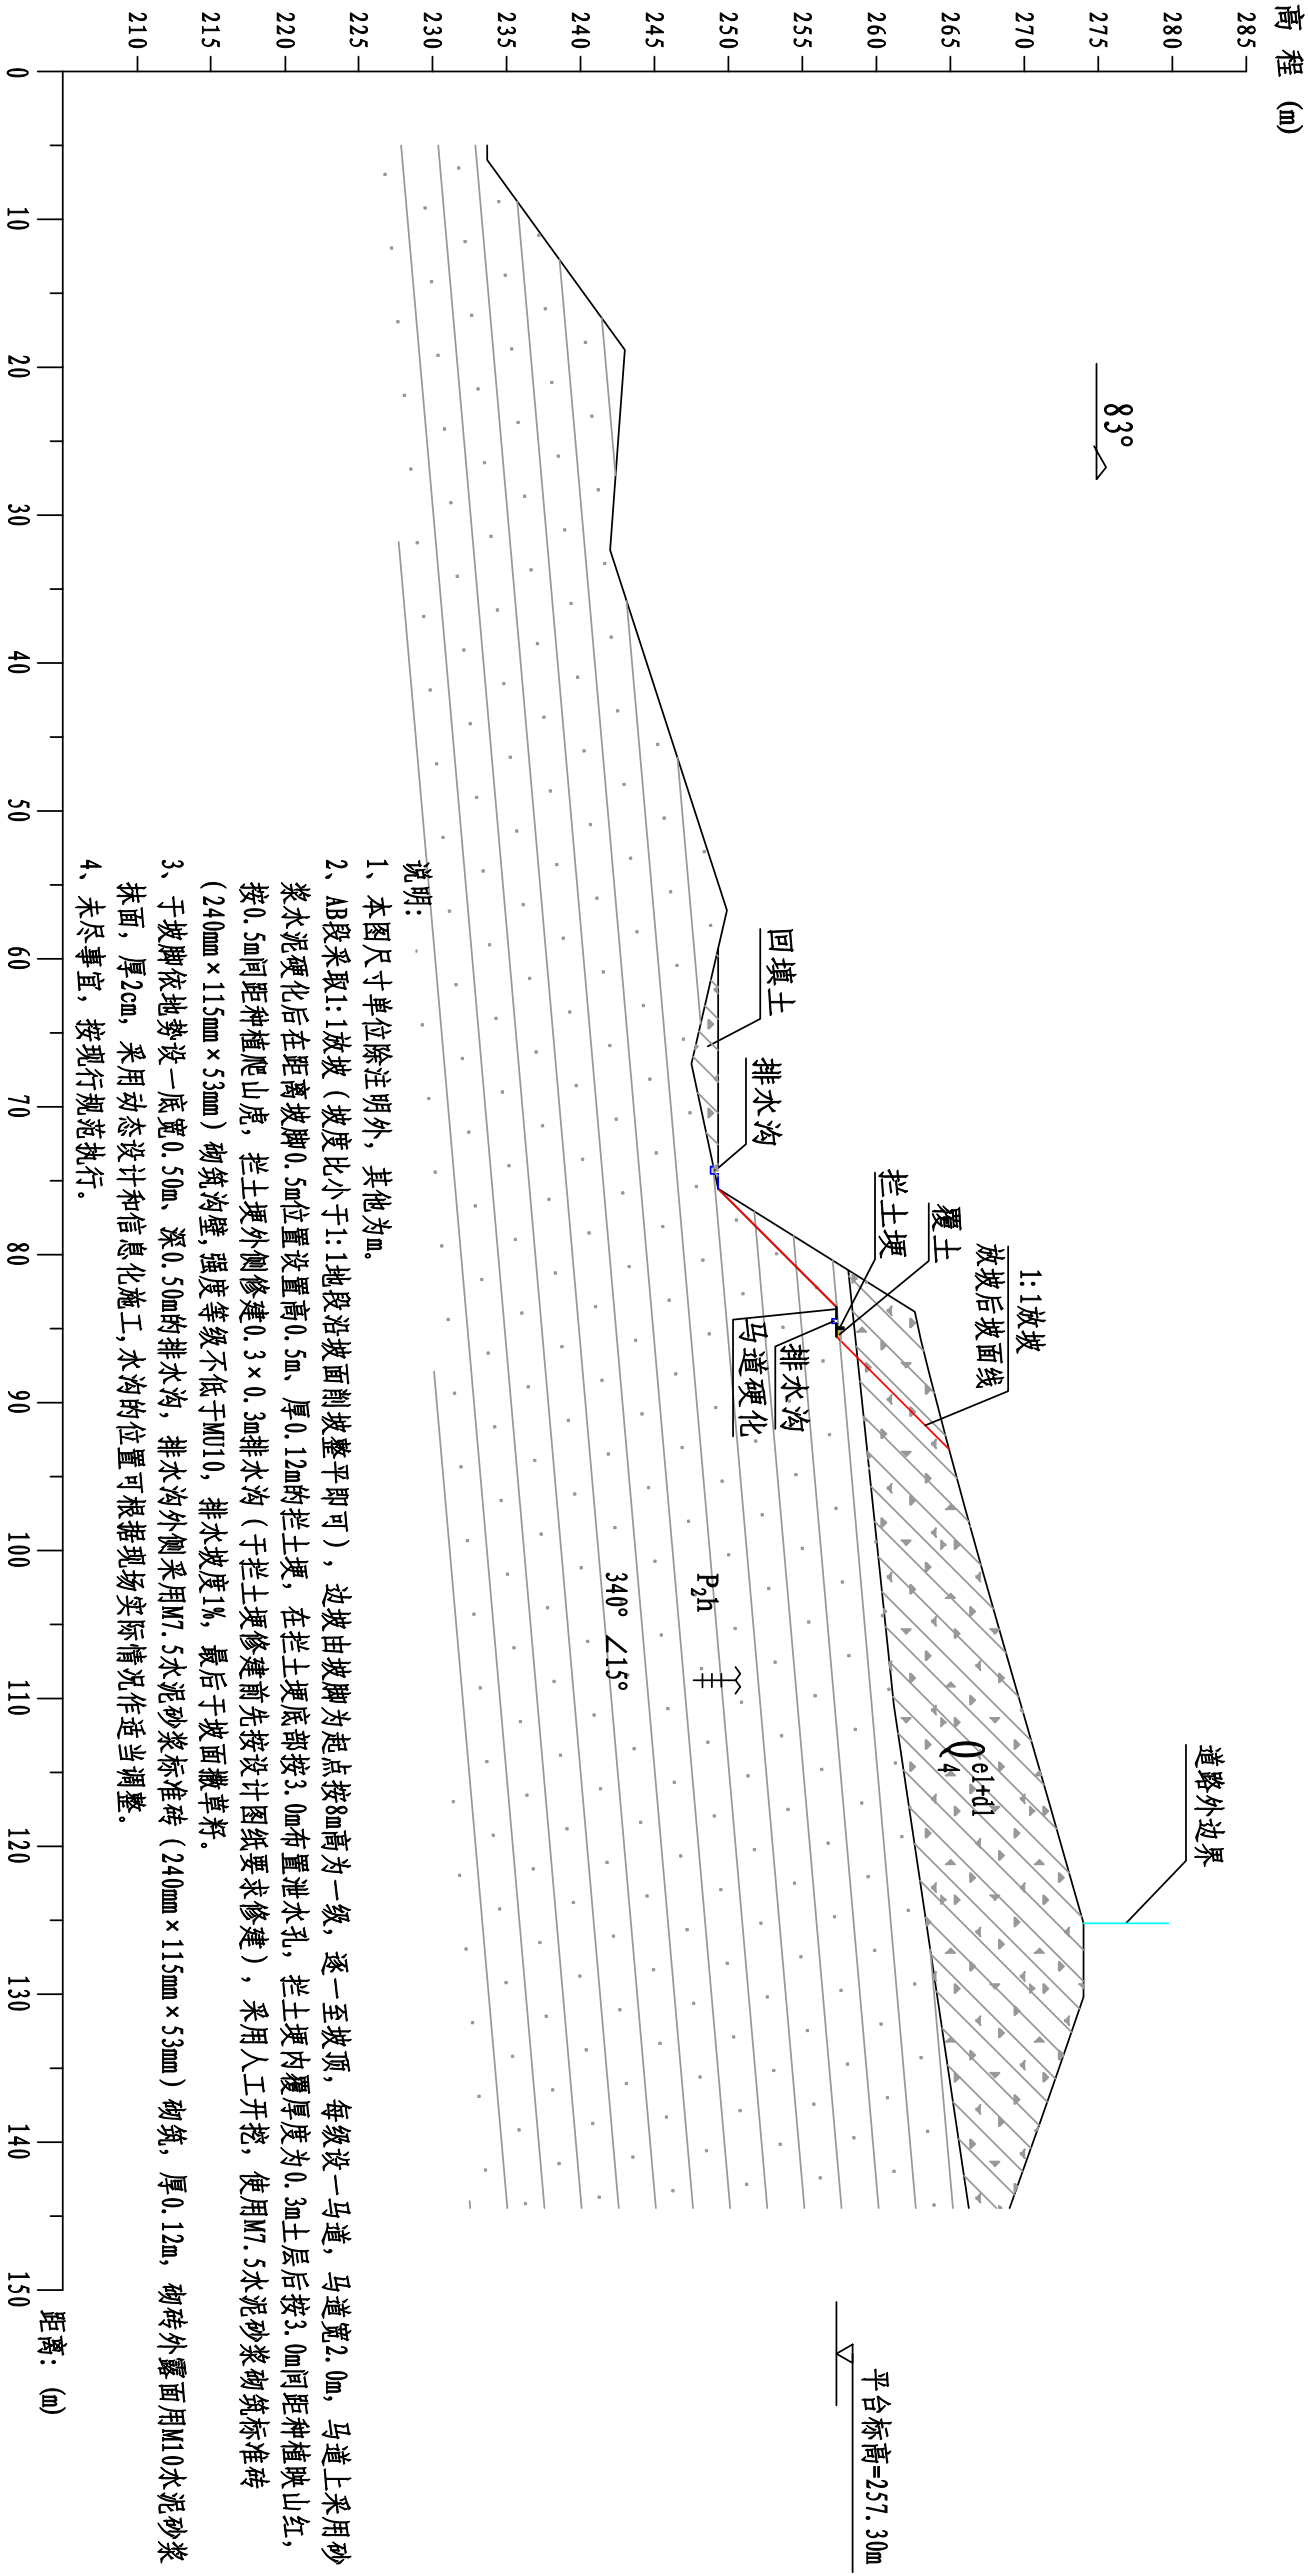 高 程 (m)
285
280
275
270
265
260
255
250
245
240
235
230
225
220
215
210
83°
道路外边界
1:1放坡
放坡后坡面线
覆土
拦土埂
回填土
排水沟
排水沟
马道硬化
Q4el+dl
P2h
340° ∠15°
平台标高=257.30m
说明:
1、本图尺寸单位除注明外，其他为m。
2、AB段采取1:1放坡（坡度比小于1:1地段沿坡面削坡整平即可），边坡由坡脚为起点按8m高为一级，逐一至坡顶，每级设一马道，马道宽2.0m，马道上采用砂
浆水泥硬化后在距离坡脚0.5m位置设置高0.5m、厚0.12m的拦土埂，在拦土埂底部按3.0m布置泄水孔，拦土埂内覆厚度为0.3m土层后按3.0m间距种植映山红，
按0.5m间距种植爬山虎，拦土埂外侧修建0.3×0.3m排水沟（于拦土埂修建前先按设计图纸要求修建），采用人工开挖，使用M7.5水泥砂浆砌筑标准砖
(240mm×115mm×53mm)砌筑沟壁,强度等级不低于MU10，排水坡度1%，最后于坡面撒草籽。
3、于坡脚依地势设一底宽0.50m、深0.50m的排水沟，排水沟外侧采用M7.5水泥砂浆标准砖（240mm×115mm×53mm）砌筑，厚0.12m，砌砖外露面用M10水泥砂浆
抹面，厚2cm，采用动态设计和信息化施工,水沟的位置可根据现场实际情况作适当调整。
4、未尽事宜，按现行规范执行。
0
10
20
30
40
50
60
70
80
90
100
110
120
130
140
150
距离: (m)